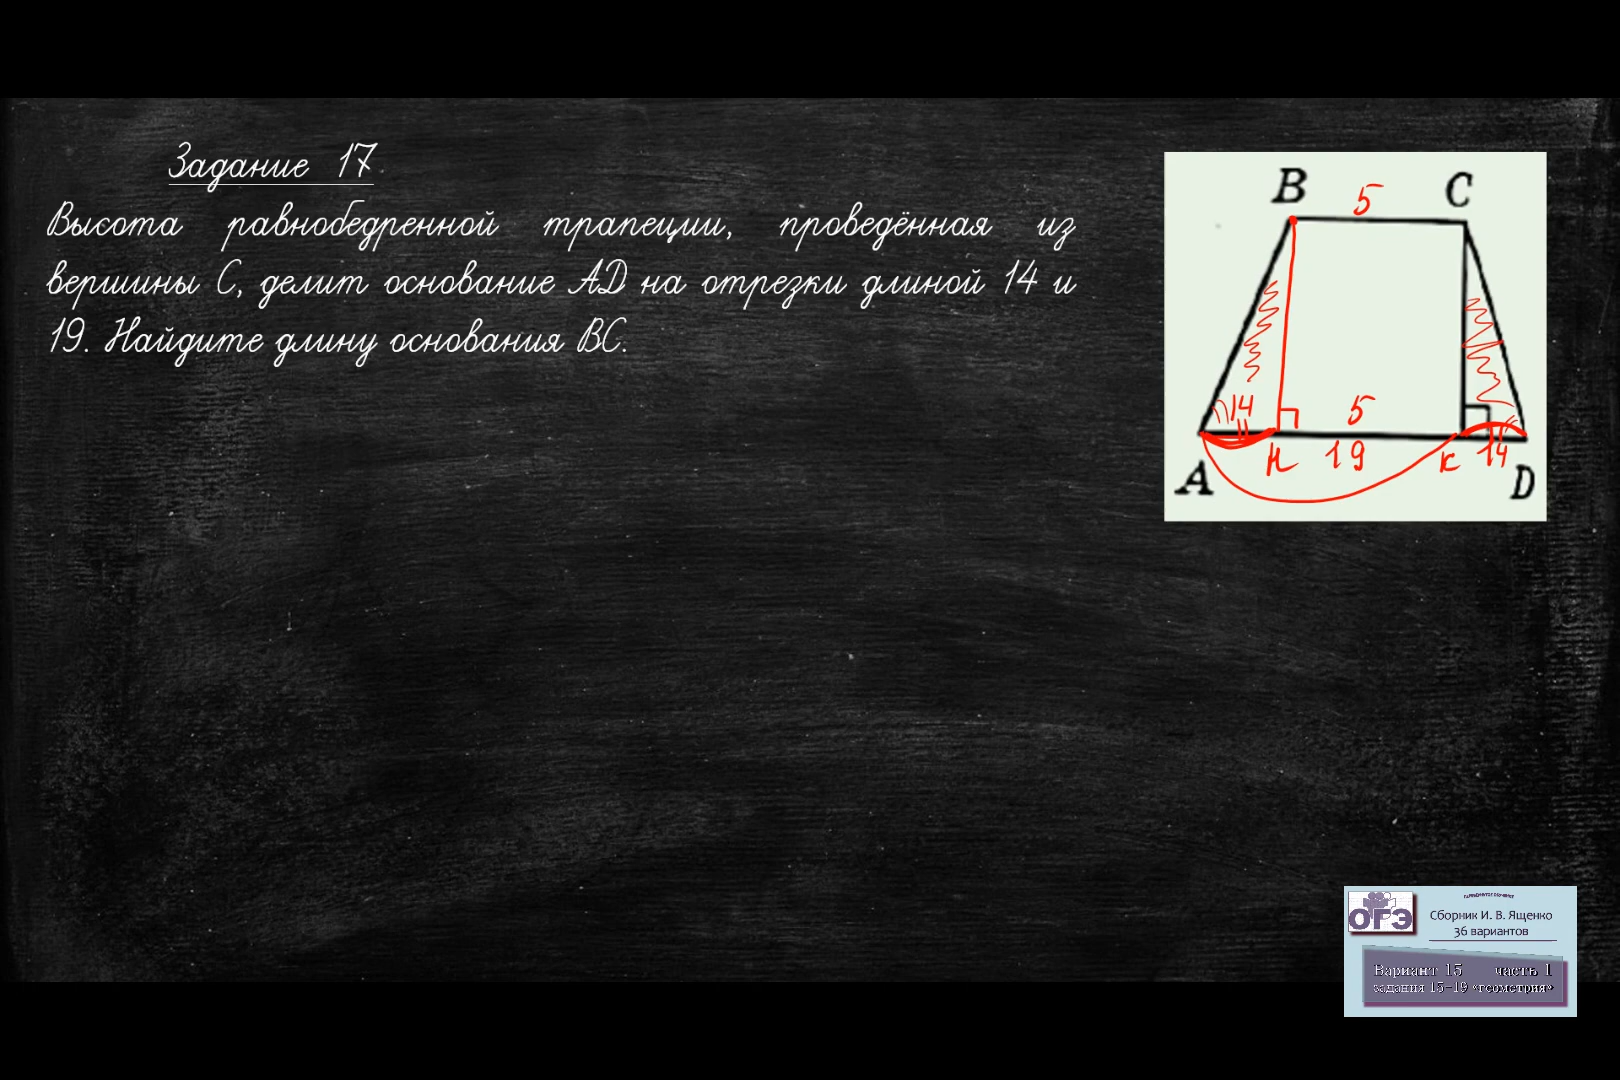 Задание 17
Высота равнобедренной трапеции, проведённая из
вершины С, делит основание AD на отрезки длиной 14 и
19. Найдите длину основания BC.
B 5 C
14 5
H 19 K 14
A D
ОГЭ
Сборник И. В. Ященко
36 вариантов
Вариант 15 часть 1
задания 15-19 «геометрия»